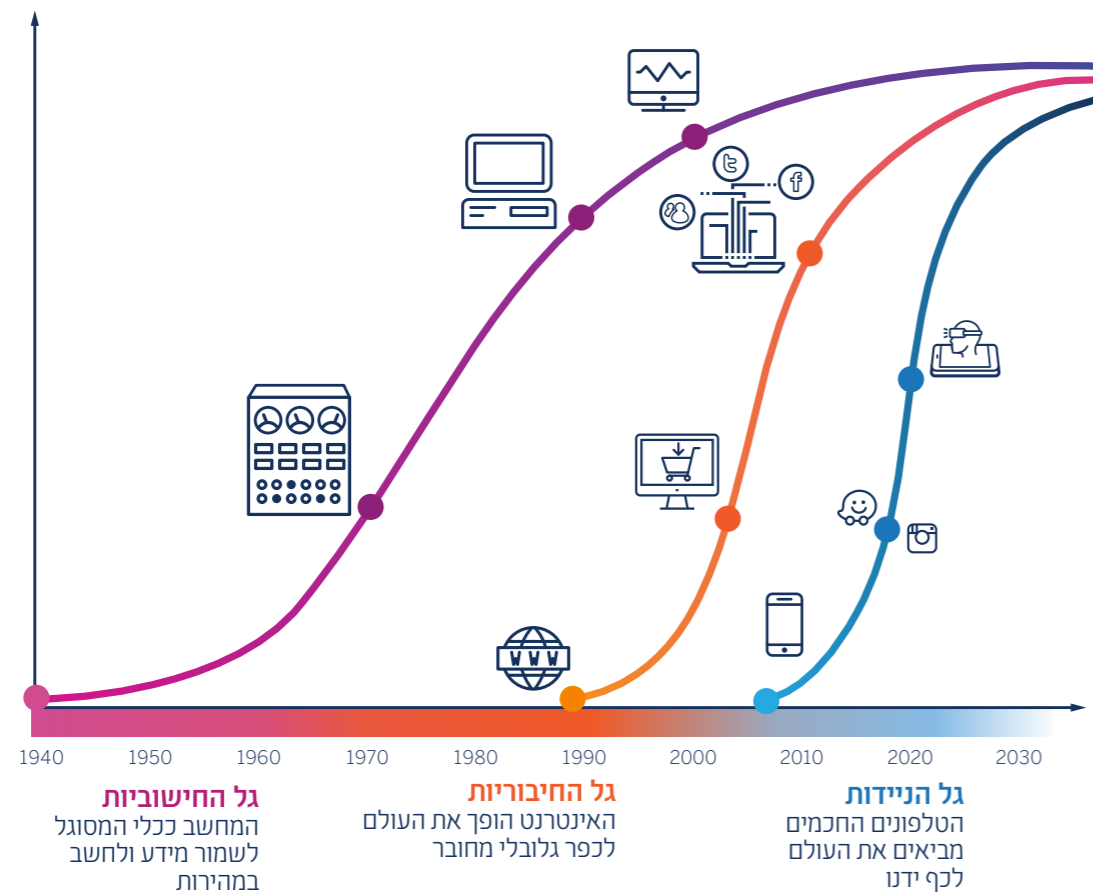 t
f
W W W
1940 1950 1960 1970 1980 1990 2000 2010 2020 2030
גל החישוביות
המחשב ככלי המסוגל
לשמור מידע ולחשב
במהירות
גל החיבוריות
האינטרנט הופך את העולם
לכפר גלובלי מחובר
גל הניידות
הטלפונים החכמים
מביאים את העולם
לכף ידנו